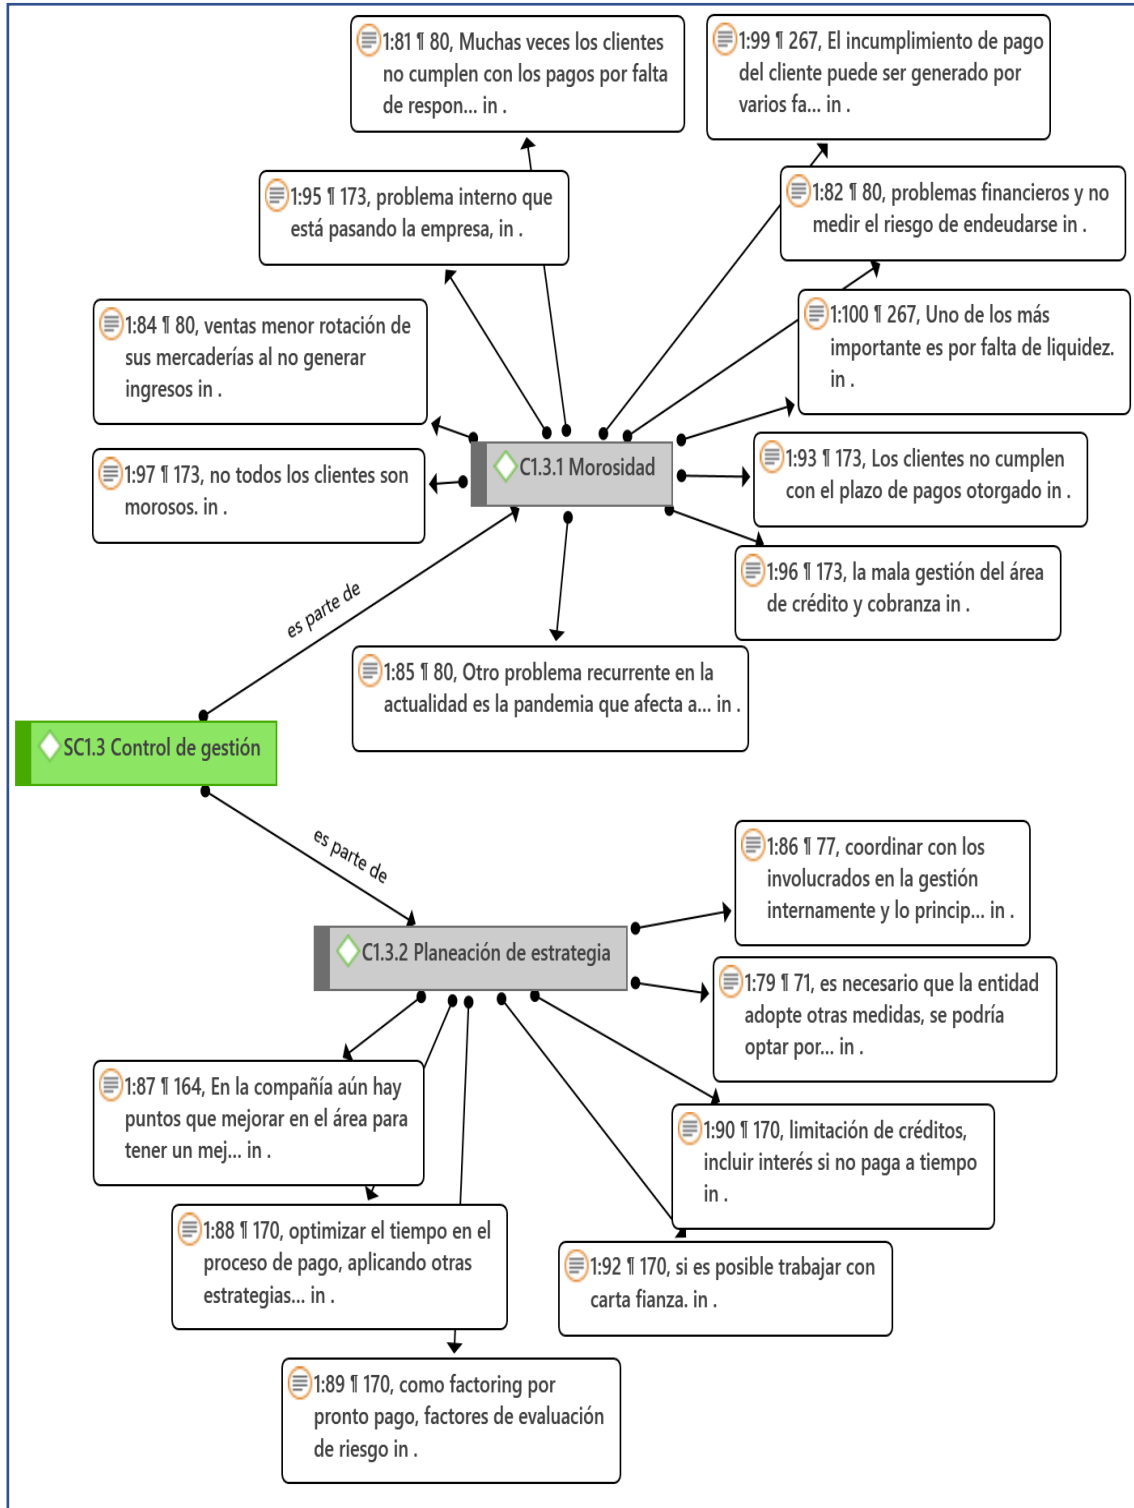 1:81 ¶ 80, Muchas veces los clientes
no cumplen con los pagos por falta
de respon... in .
1:99 ¶ 267, El incumplimiento de pago
del cliente puede ser generado por
varios fa... in .
1:95 ¶ 173, problema interno que
está pasando la empresa, in .
1:82 ¶ 80, problemas financieros y no
medir el riesgo de endeudarse in .
1:84 ¶ 80, ventas menor rotación de
sus mercaderías al no generar
ingresos in .
1:100 ¶ 267, Uno de los más
importante es por falta de liquidez.
in .
C1.3.1 Morosidad
1:97 ¶ 173, no todos los clientes son
morosos. in .
1:93 ¶ 173, Los clientes no cumplen
con el plazo de pagos otorgado in .
1:96 ¶ 173, la mala gestión del área
de crédito y cobranza in .
es parte de
1:85 ¶ 80, Otro problema recurrente en la
actualidad es la pandemia que afecta a... in .
SC1.3 Control de gestión
es parte de
1:86 ¶ 77, coordinar con los
involucrados en la gestión
internamente y lo princip... in .
C1.3.2 Planeación de estrategia
1:79 ¶ 71, es necesario que la entidad
adopte otras medidas, se podría
optar por... in .
1:87 ¶ 164, En la compañía aún hay
puntos que mejorar en el área para
tener un mej... in .
1:90 ¶ 170, limitación de créditos,
incluir interés si no paga a tiempo
in .
1:88 ¶ 170, optimizar el tiempo en el
proceso de pago, aplicando otras
estrategias... in .
1:92 ¶ 170, si es posible trabajar con
carta fianza. in .
1:89 ¶ 170, como factoring por
pronto pago, factores de evaluación
de riesgo in .